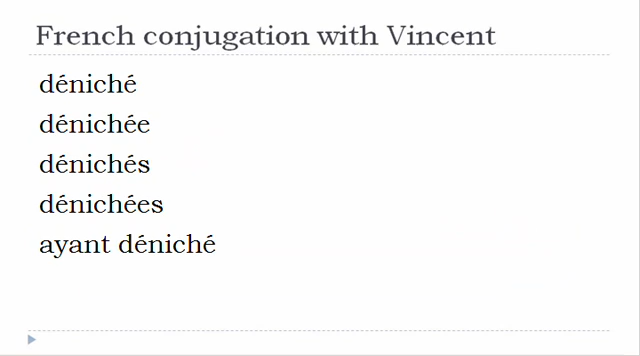 French conjugation with Vincent
déniché
dénichée
dénichés
dénichées
ayant déniché